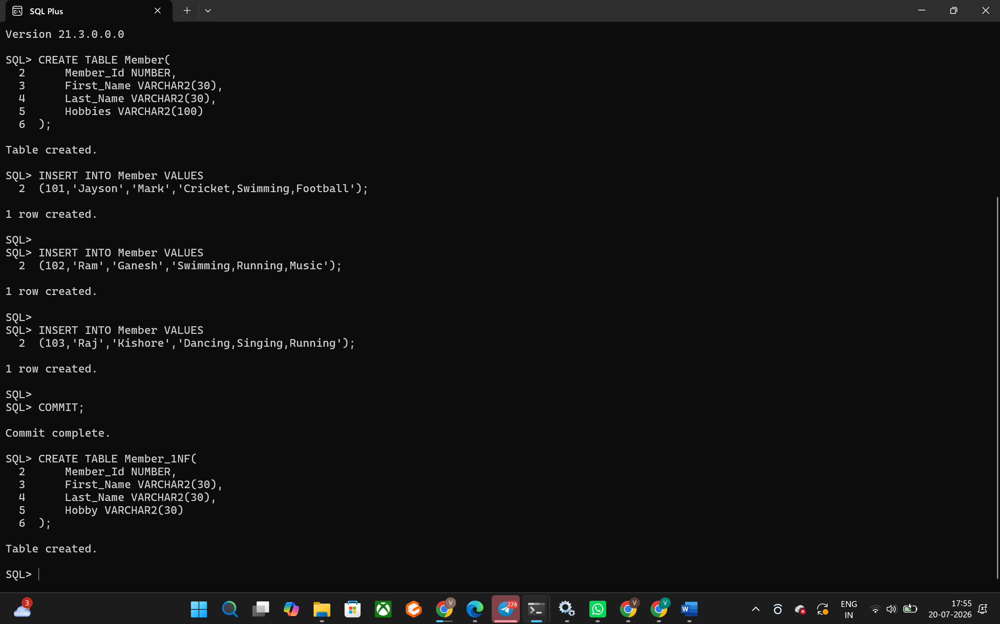 SQL Plus
Version 21.3.0.0.0
SQL> CREATE TABLE Member(
2 Member_Id NUMBER,
3 First_Name VARCHAR2(30),
4 Last_Name VARCHAR2(30),
5 Hobbies VARCHAR2(100)
6 );
Table created.
SQL> INSERT INTO Member VALUES
2 (101,'Jayson','Mark','Cricket,Swimming,Football');
1 row created.
SQL>
SQL> INSERT INTO Member VALUES
2 (102,'Ram','Ganesh','Swimming,Running,Music');
1 row created.
SQL>
SQL> INSERT INTO Member VALUES
2 (103,'Raj','Kishore','Dancing,Singing,Running');
1 row created.
SQL>
SQL> COMMIT;
Commit complete.
SQL> CREATE TABLE Member_1NF(
2 Member_Id NUMBER,
3 First_Name VARCHAR2(30),
4 Last_Name VARCHAR2(30),
5 Hobby VARCHAR2(30)
6 );
Table created.
SQL>
3
V
274
V
V
W
ENG
IN
17:55
20-07-2026